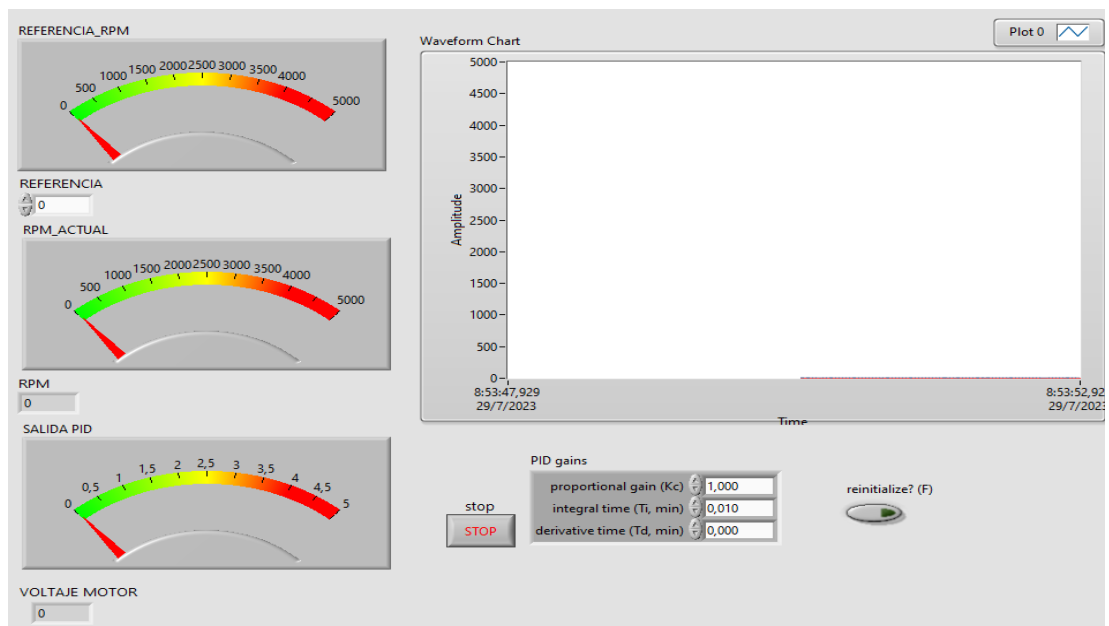 REFERENCIA_RPM
0 500 1000 1500 2000 2500 3000 3500 4000 5000
REFERENCIA
0
RPM_ACTUAL
0 500 1000 1500 2000 2500 3000 3500 4000 5000
RPM
0
SALIDA PID
0 0,5 1 1,5 2 2,5 3 3,5 4 4,5 5
VOLTAJE MOTOR
0
Waveform Chart
Plot 0
Amplitude
5000
4500
4000
3500
3000
2500
2000
1500
1000
500
0
8:53:47,929
29/7/2023
8:53:52,92
29/7/2023
Time
stop
STOP
PID gains
proportional gain (Kc) 1,000
integral time (Ti, min) 0,010
derivative time (Td, min) 0,000
reinitialize? (F)